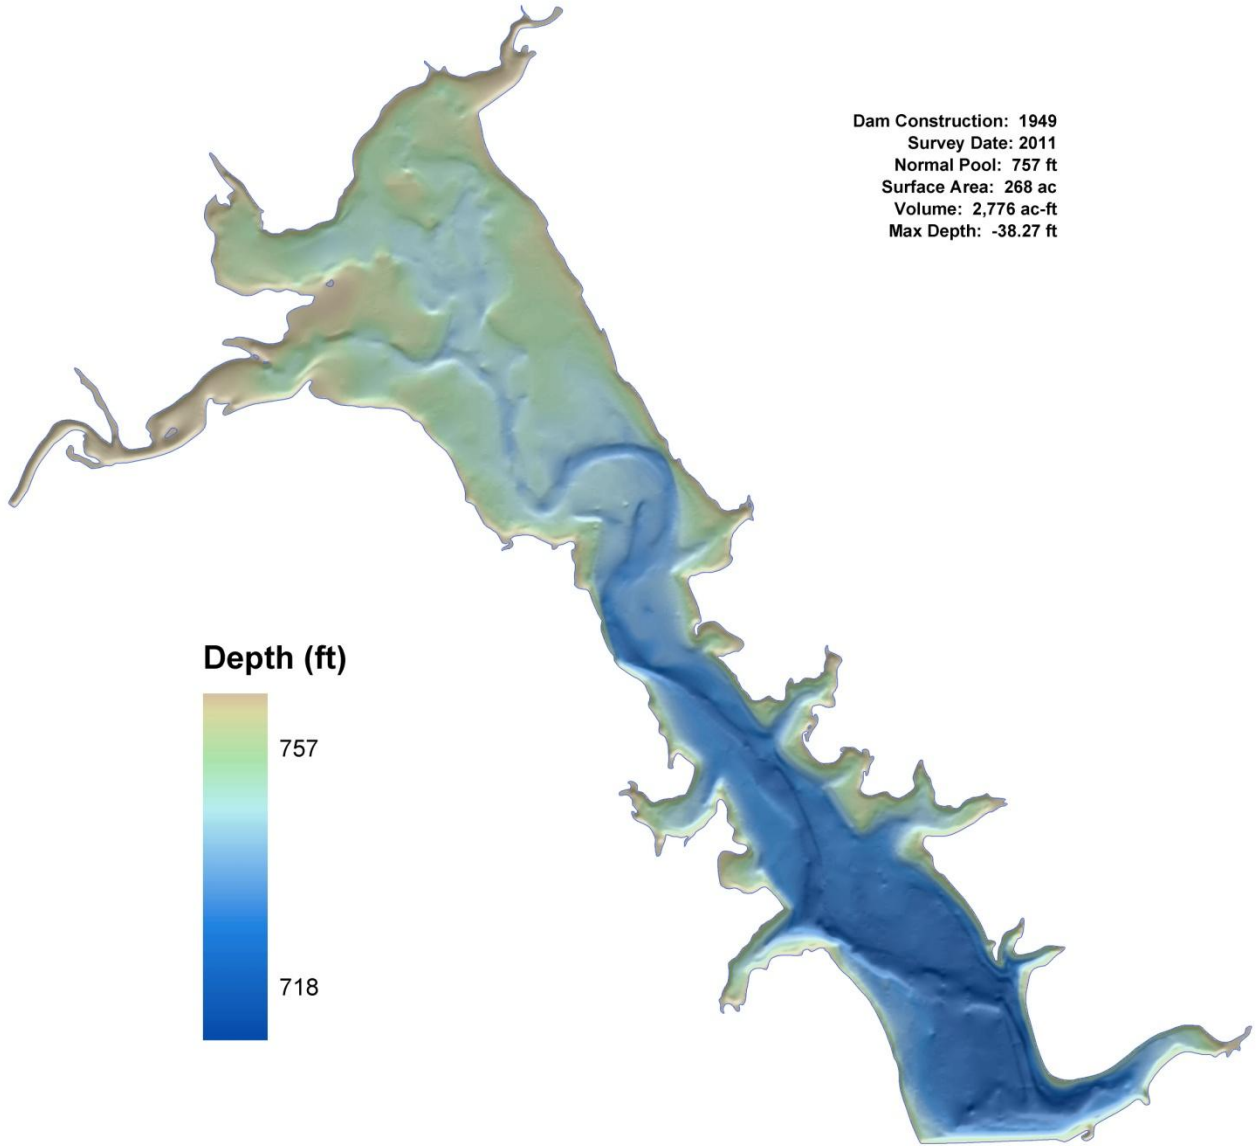 Dam Construction: 1949
Survey Date: 2011
Normal Pool: 757 ft
Surface Area: 268 ac
Volume: 2,776 ac-ft
Max Depth: -38.27 ft
Depth (ft)
757
718